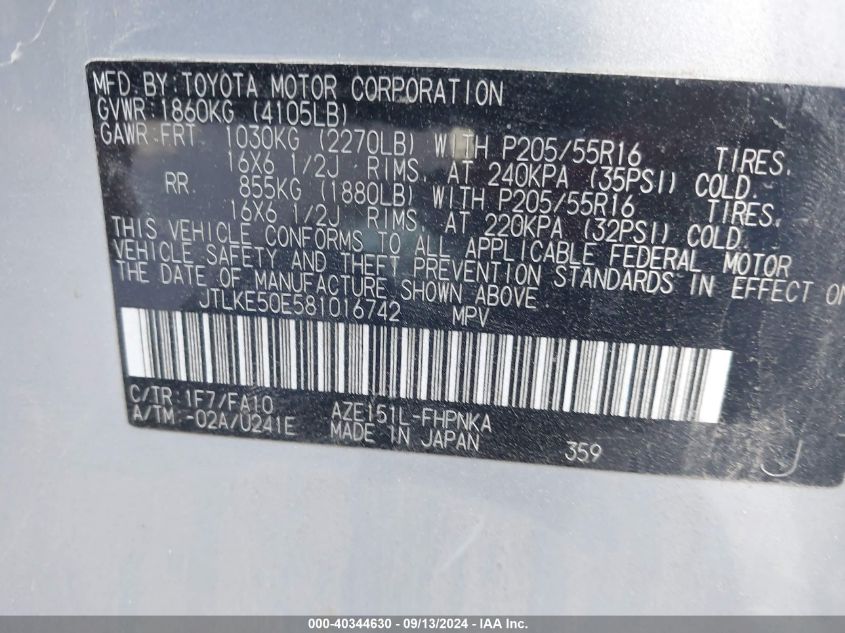 MFD. BY: TOYOTA MOTOR CORPORATION
GVWR: 1860KG (4105LB)
GAWR: FRT 1030KG (2270LB) WITH P205/55R16 TIRES.
16X6 1/2J RIMS. AT 240KPA (35PSI) COLD.
RR 855KG (1880LB) WITH P205/55R16 TIRES.
16X6 1/2J RIMS. AT 220KPA (32PSI) COLD.
THIS VEHICLE CONFORMS TO ALL APPLICABLE FEDERAL MOTOR
VEHICLE SAFETY AND THEFT PREVENTION STANDARDS IN EFFECT ON
THE DATE OF MANUFACTURE SHOWN ABOVE.
JTLKE50E581016742 MPV
C/TR: 1F7/FA10 AZE151L-FHPNKA
A/TM: -02A/U241E MADE IN JAPAN 359 J
000-40344630 - 09/13/2024 - IAA Inc.